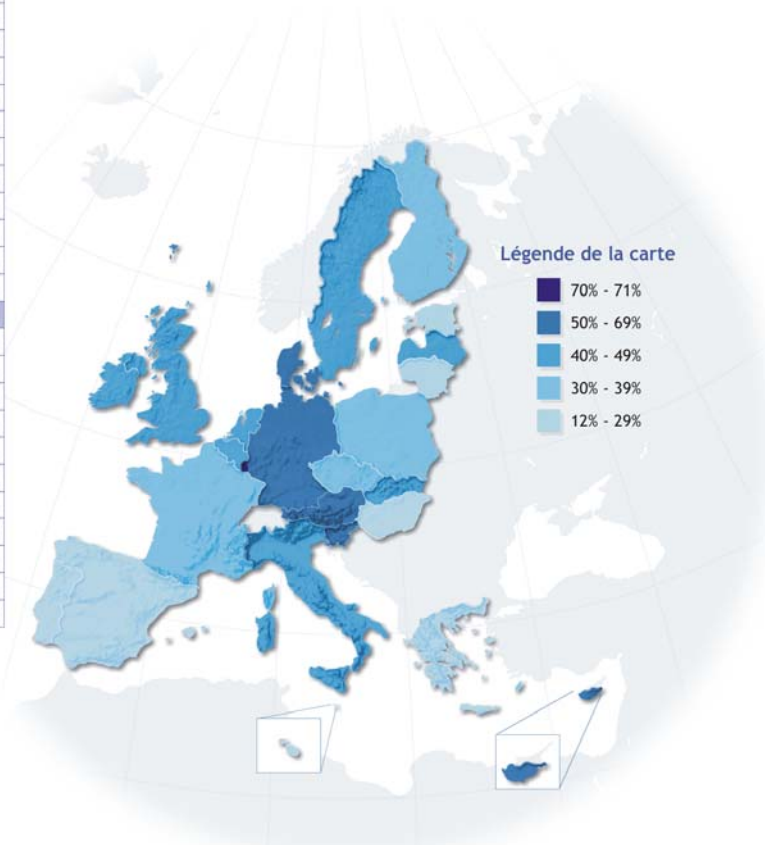 Légende de la carte
70% - 71%
50% - 69%
40% - 49%
30% - 39%
12% - 29%